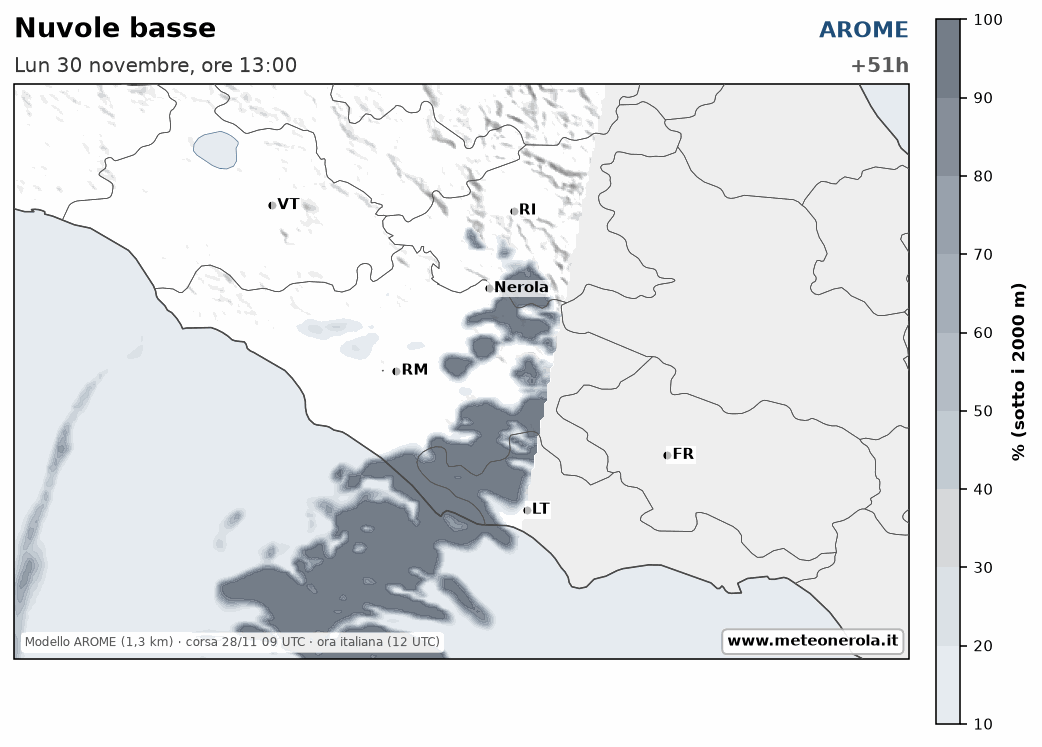 Nuvole basse
AROME
Lun 30 novembre, ore 13:00
+51h
100
90
80
70
60
50
40
30
20
10
% (sotto i 2000 m)
VT
RI
Nerola
RM
FR
LT
Modello AROME (1,3 km) · corsa 28/11 09 UTC · ora italiana (12 UTC)
www.meteonerola.it